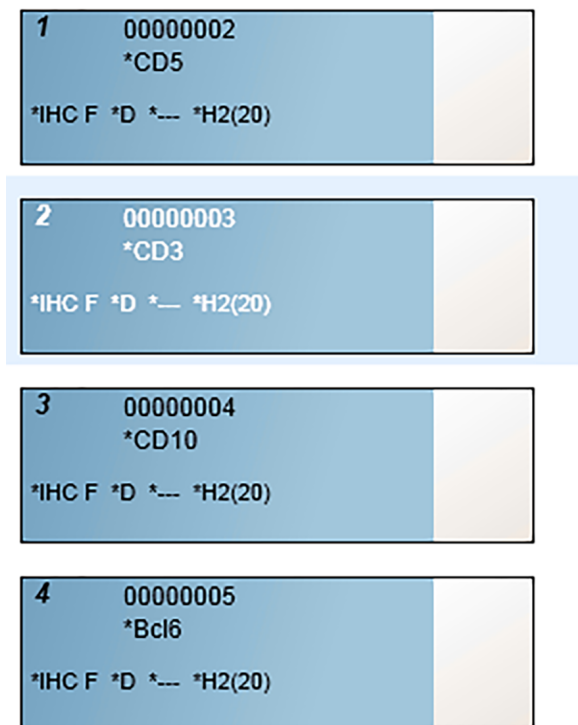 1 00000002
*CD5
*IHC F *D *--- *H2(20)
2 00000003
*CD3
*IHC F *D *--- *H2(20)
3 00000004
*CD10
*IHC F *D *--- *H2(20)
4 00000005
*Bcl6
*IHC F *D *--- *H2(20)